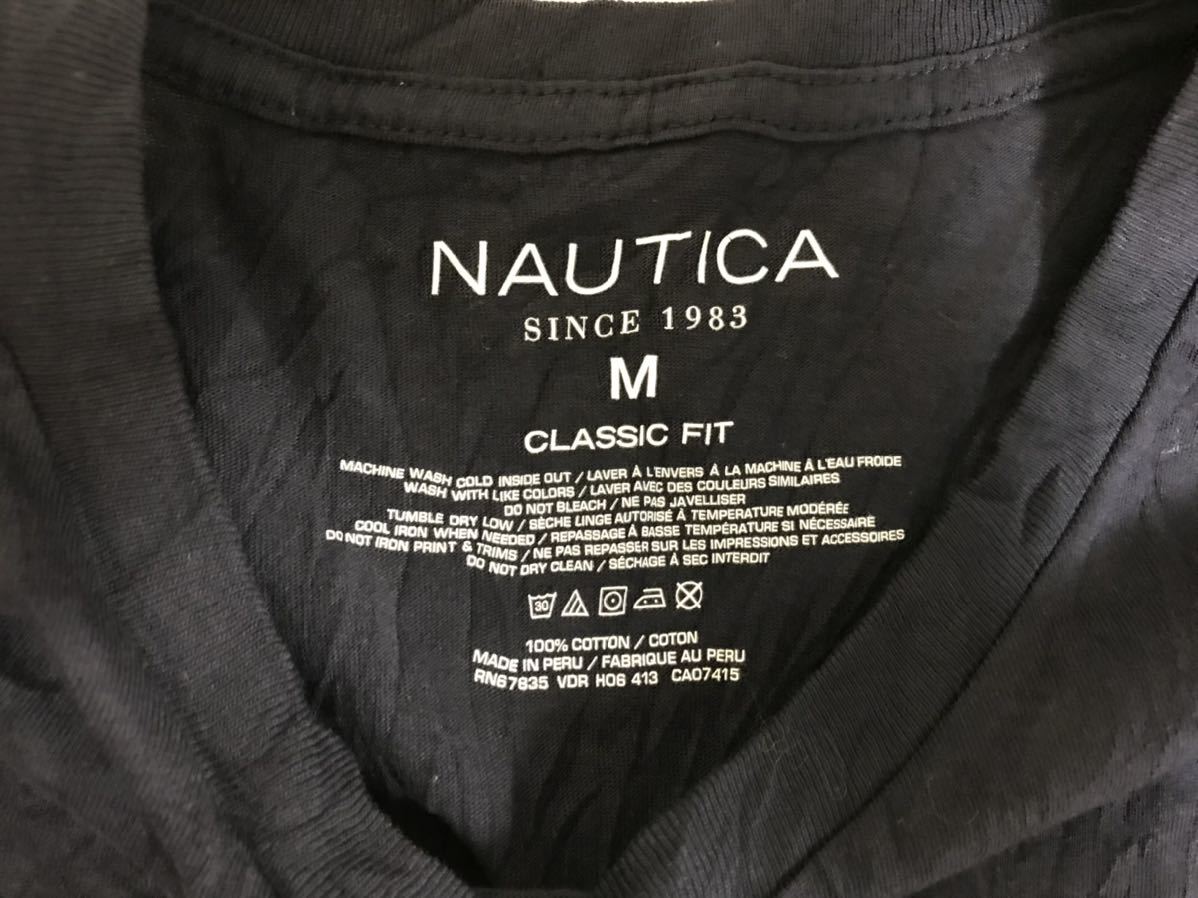 NAUTICA
SINCE 1983
M
CLASSIC FIT
MACHINE WASH COLD INSIDE OUT / LAVER À L'ENVERS À LA MACHINE À L'EAU FROIDE
WASH WITH LIKE COLORS / LAVER AVEC DES COULEURS SIMILAIRES
DO NOT BLEACH / NE PAS JAVELLISER
TUMBLE DRY LOW / SÈCHE LINGE AUTORISÉ À TEMPERATURE MODÉRÉE
COOL IRON WHEN NEEDED / REPASSAGE À BASSE TEMPÉRATURE SI NÉCESSAIRE
DO NOT IRON PRINT & TRIMS / NE PAS REPASSER SUR LES IMPRESSIONS ET ACCESSOIRES
DO NOT DRY CLEAN / SÉCHAGE À SEC INTERDIT
30
100% COTTON / COTON
MADE IN PERU / FABRIQUE AU PERU
RN67835 VDR H06 413 CA07415